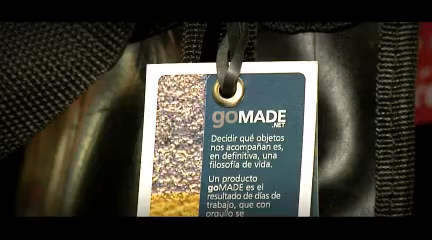 goMADE
.NET
Decidir qué objetos
nos acompañan es,
en definitiva, una
filosofía de vida.
Un producto
goMADE es el
resultado de días de
trabajo, que con
orgullo se